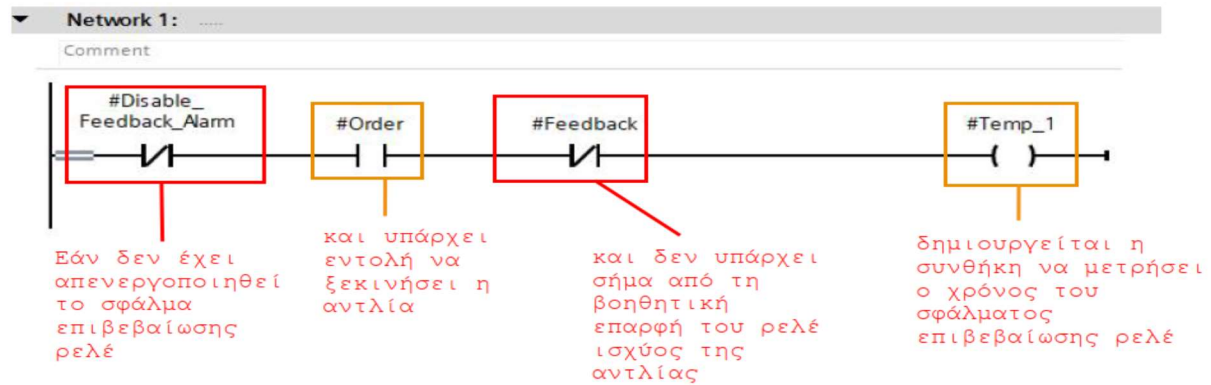 Network 1: .....
Comment
#Disable_
Feedback_Alarm
#Order
#Feedback
#Temp_1
Εάν δεν έχει
απενεργοποιηθεί
το σφάλμα
επιβεβαίωσης
ρελέ
και υπάρχει
εντολή να
ξεκινήσει η
αντλία
και δεν υπάρχει
σήμα από τη
βοηθητική
επαρφή του ρελέ
ισχύος της
αντλίας
δημιουργείται η
συνθήκη να μετρήσει
ο χρόνος του
σφάλματος
επιβεβαίωσης ρελέ